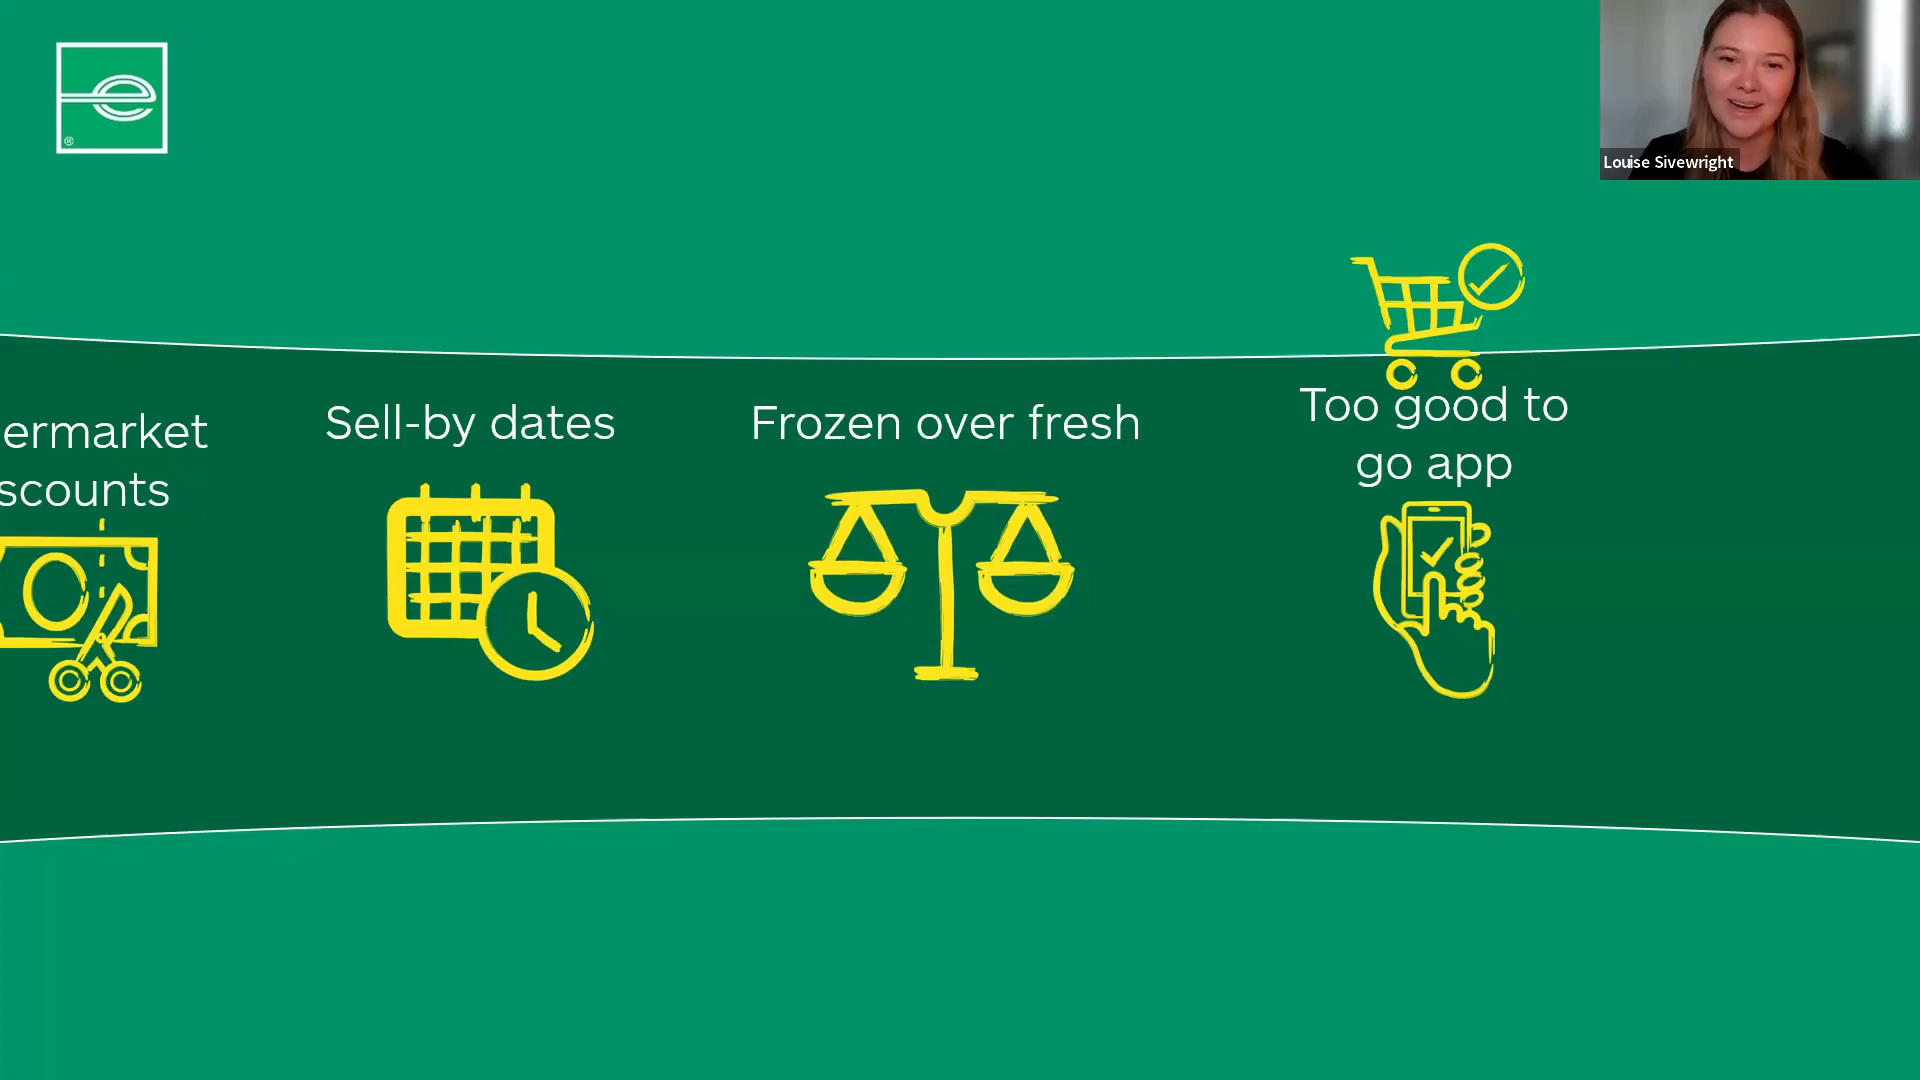 e
®
Louise Sivewright
ermarket
scounts
Sell-by dates
Frozen over fresh
Too good to
go app